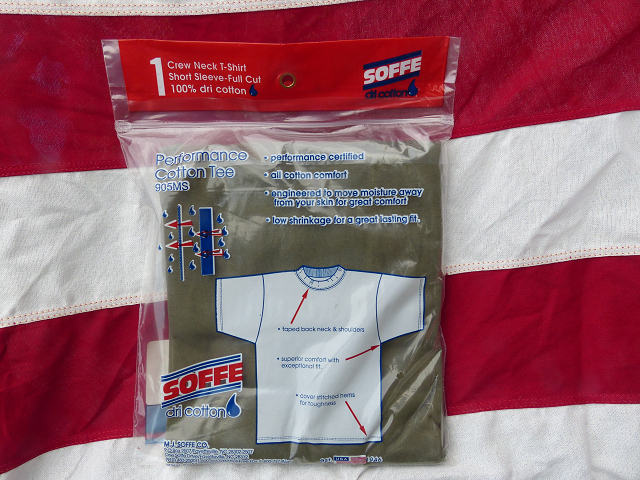 1 Crew Neck T-Shirt
Short Sleeve-Full Cut
100% dri cotton
SOFFE
dri cotton
Performance
Cotton Tee
905MS
• performance certified
• all cotton comfort
• engineered to move moisture away
from your skin for great comfort
• low shrinkage for a great lasting fit.
• taped back neck & shoulders
• superior comfort with
exceptional fit
• cover stitched hems
for toughness
SOFFE
dri cotton
M.J. SOFFE CO.
USA